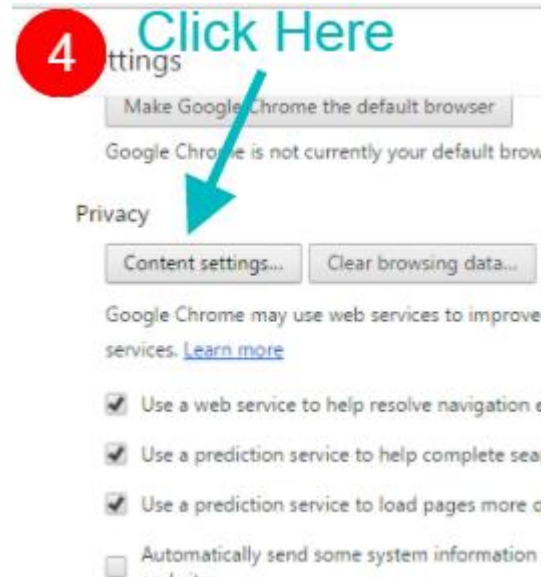 4
Click Here
ttings
Make Google Chrome the default browser
Google Chrome is not currently your default brow
Privacy
Content settings...
Clear browsing data...
Google Chrome may use web services to improve
services. Learn more
Use a web service to help resolve navigation e
Use a prediction service to help complete sea
Use a prediction service to load pages more
Automatically send some system information